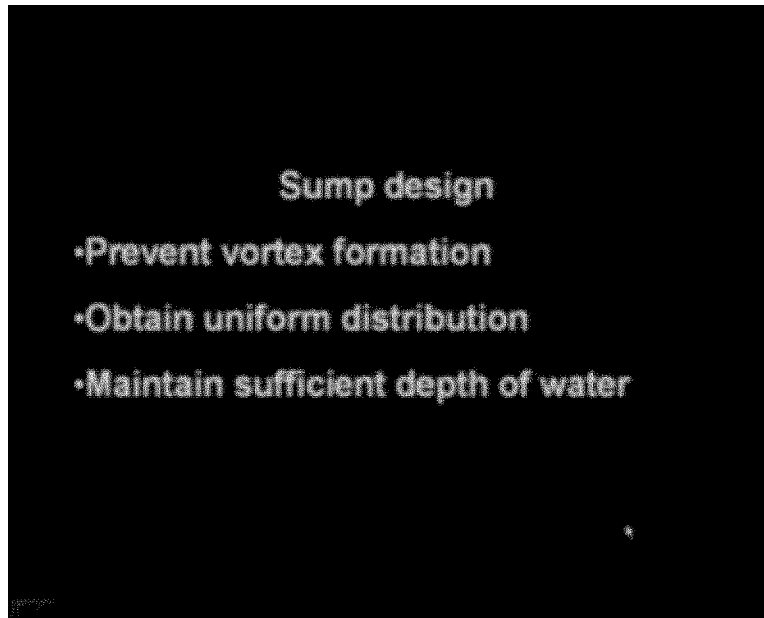 Sump design
•Prevent vortex formation
•Obtain uniform distribution
•Maintain sufficient depth of water